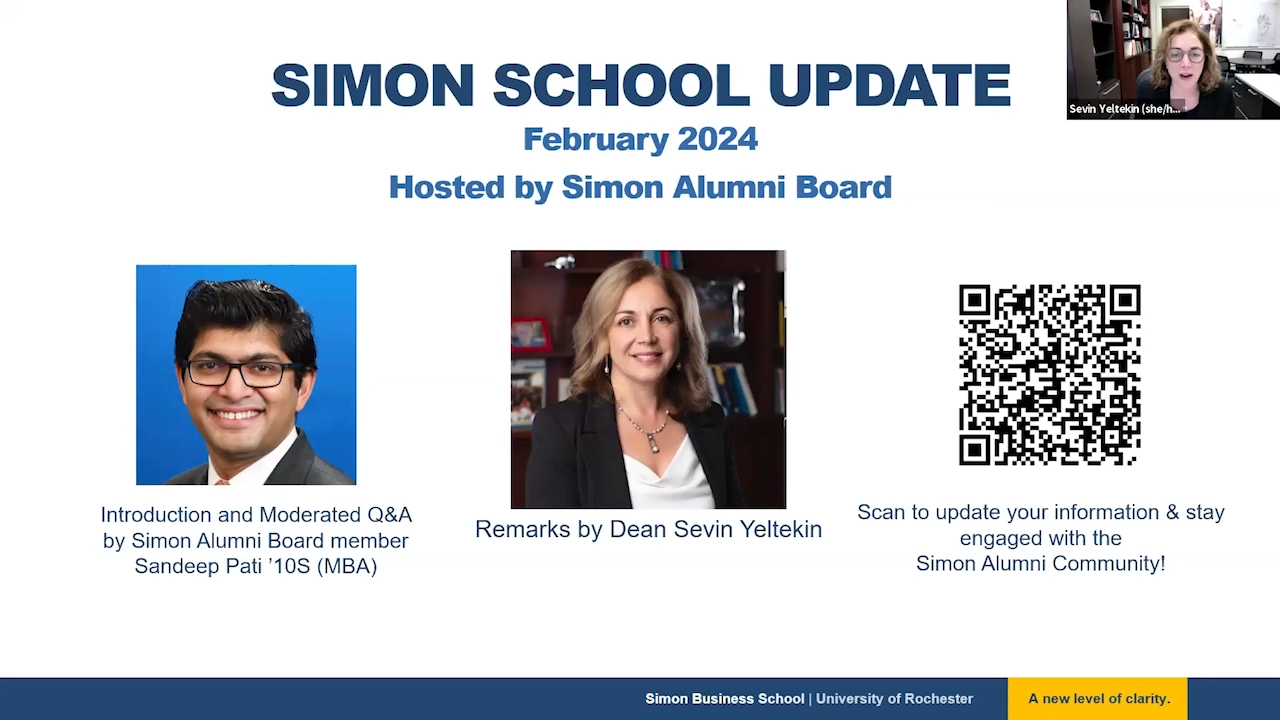 SIMON SCHOOL UPDATE
February 2024
Hosted by Simon Alumni Board
Sevin Yeltekin (she/h...
Introduction and Moderated Q&A
by Simon Alumni Board member
Sandeep Pati ’10S (MBA)
Remarks by Dean Sevin Yeltekin
Scan to update your information & stay
engaged with the
Simon Alumni Community!
Simon Business School | University of Rochester
A new level of clarity.